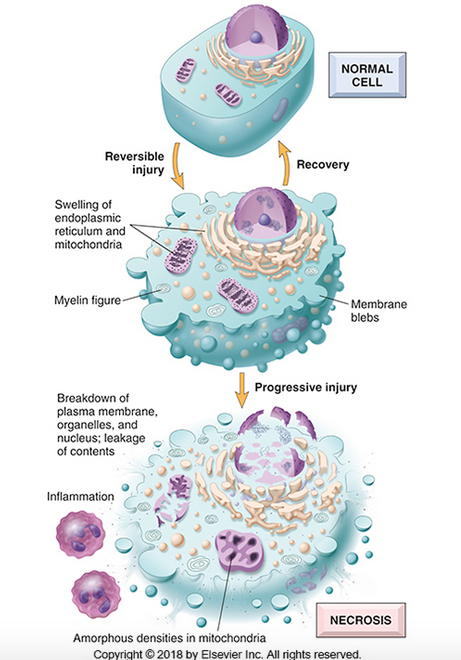 NORMAL
CELL
Reversible
injury
Recovery
Swelling of
endoplasmic
reticulum and
mitochondria
Myelin figure
Membrane
blebs
Progressive injury
Breakdown of
plasma membrane,
organelles, and
nucleus; leakage
of contents
Inflammation
NECROSIS
Amorphous densities in mitochondria
Copyright © 2018 by Elsevier Inc. All rights reserved.